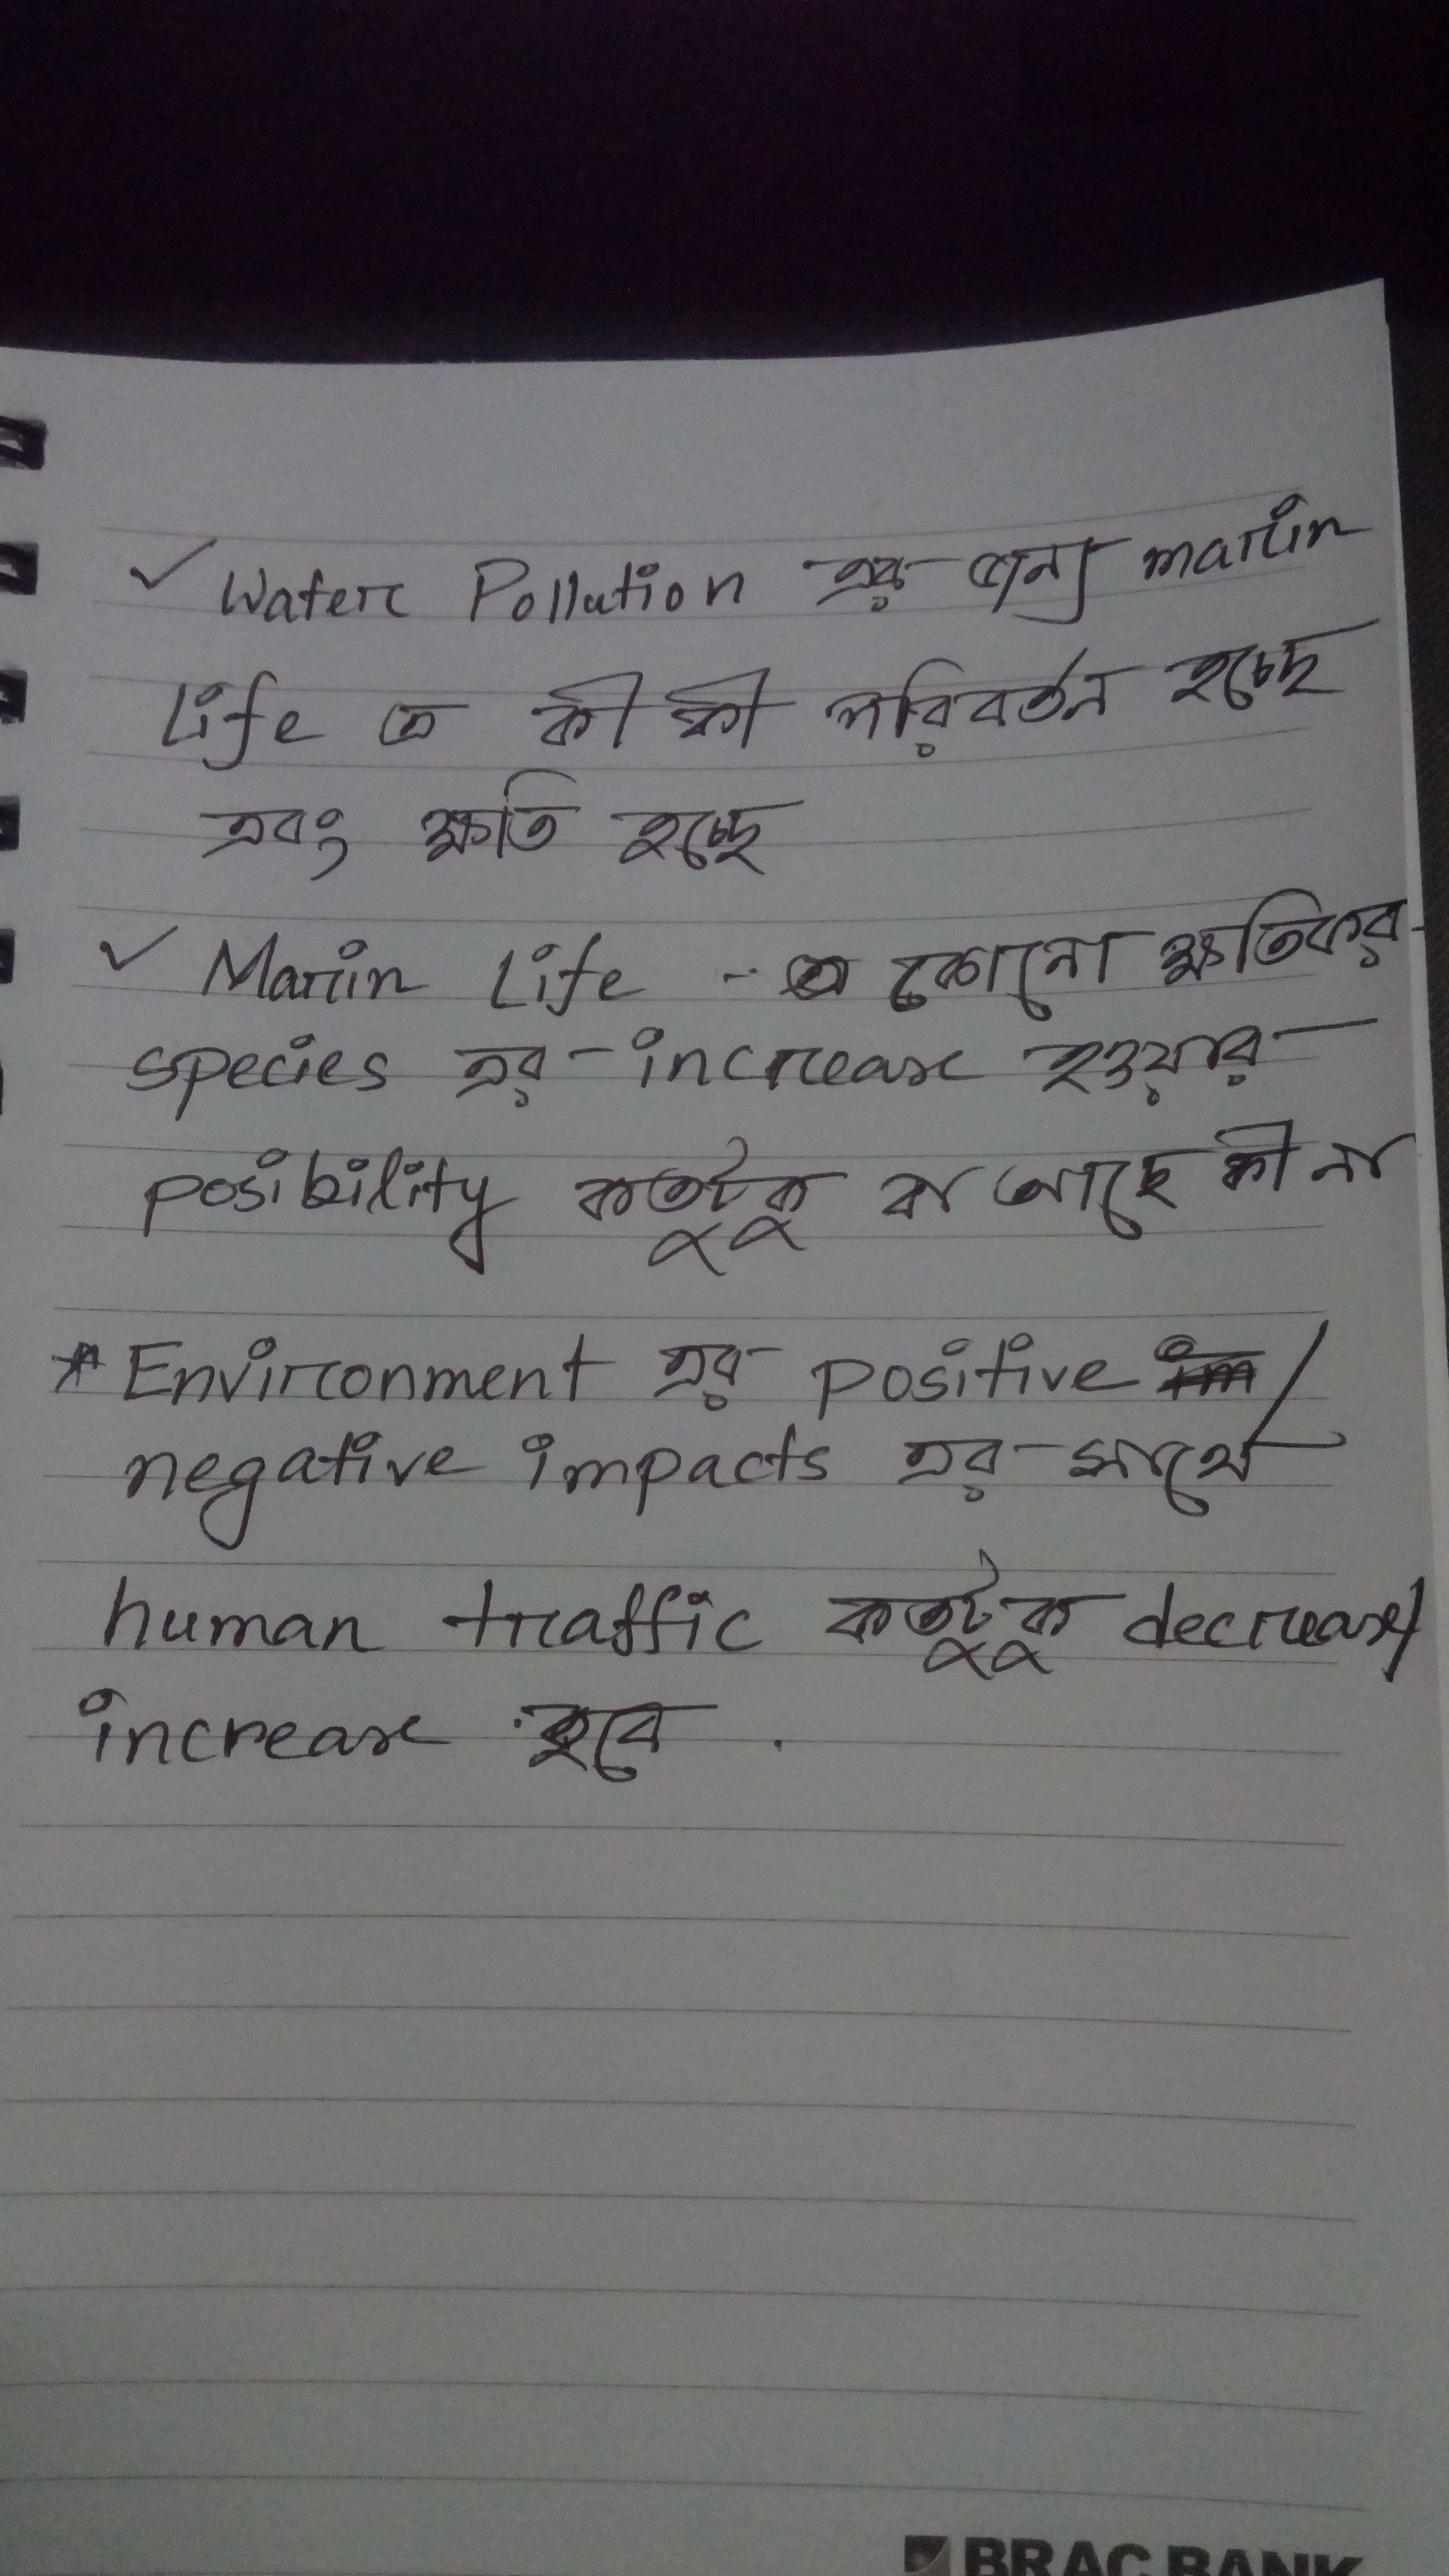 ✓ Water Pollution এর জন্য marin
Life এ কী কী পরিবর্তন হচ্ছে
এবং ক্ষতি হচ্ছে
✓ Marin Life - এ কোনো ক্ষতিকর
species এর increase হওয়ার
posibility কতটুকু বা আছে কী না
* Environment এর positive /
negative impacts এর সাথে
human traffic কতটুকু decrease/
increase হবে .
BRAC BANK